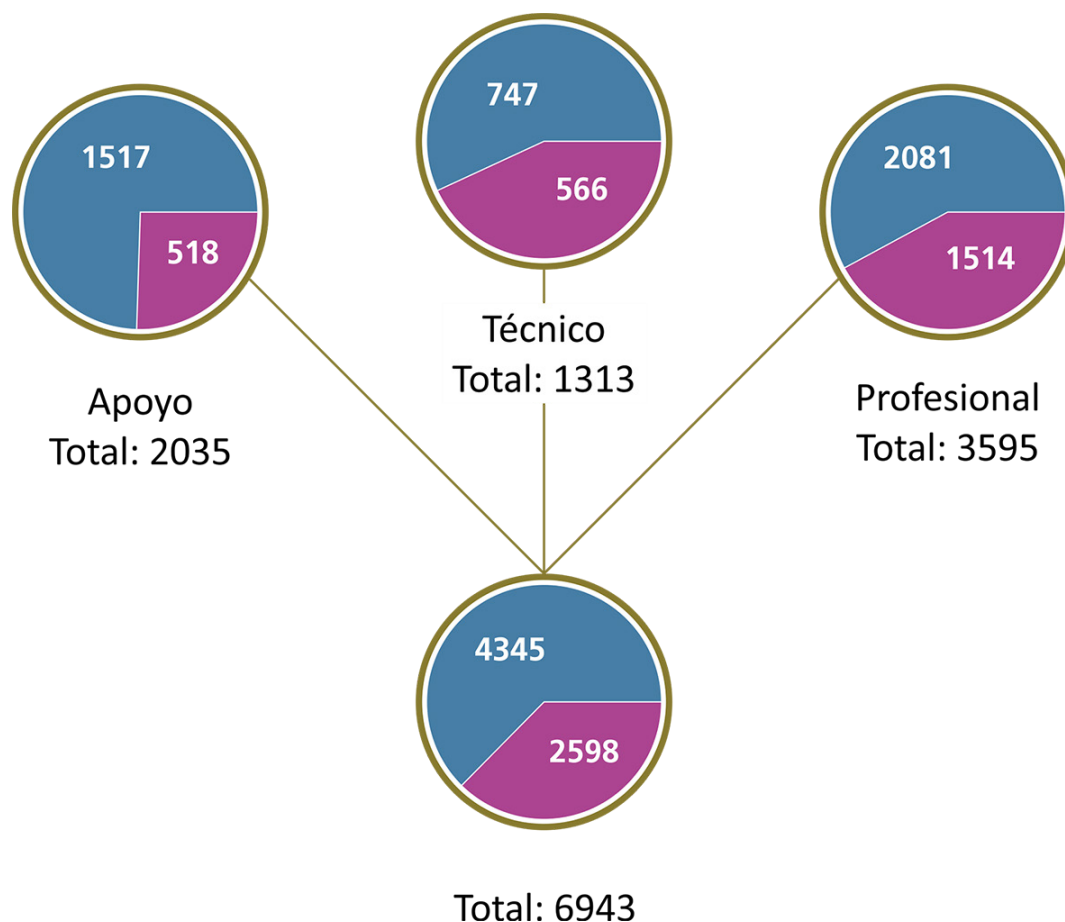 1517
518
Apoyo
Total: 2035
747
566
Técnico
Total: 1313
2081
1514
Profesional
Total: 3595
4345
2598
Total: 6943